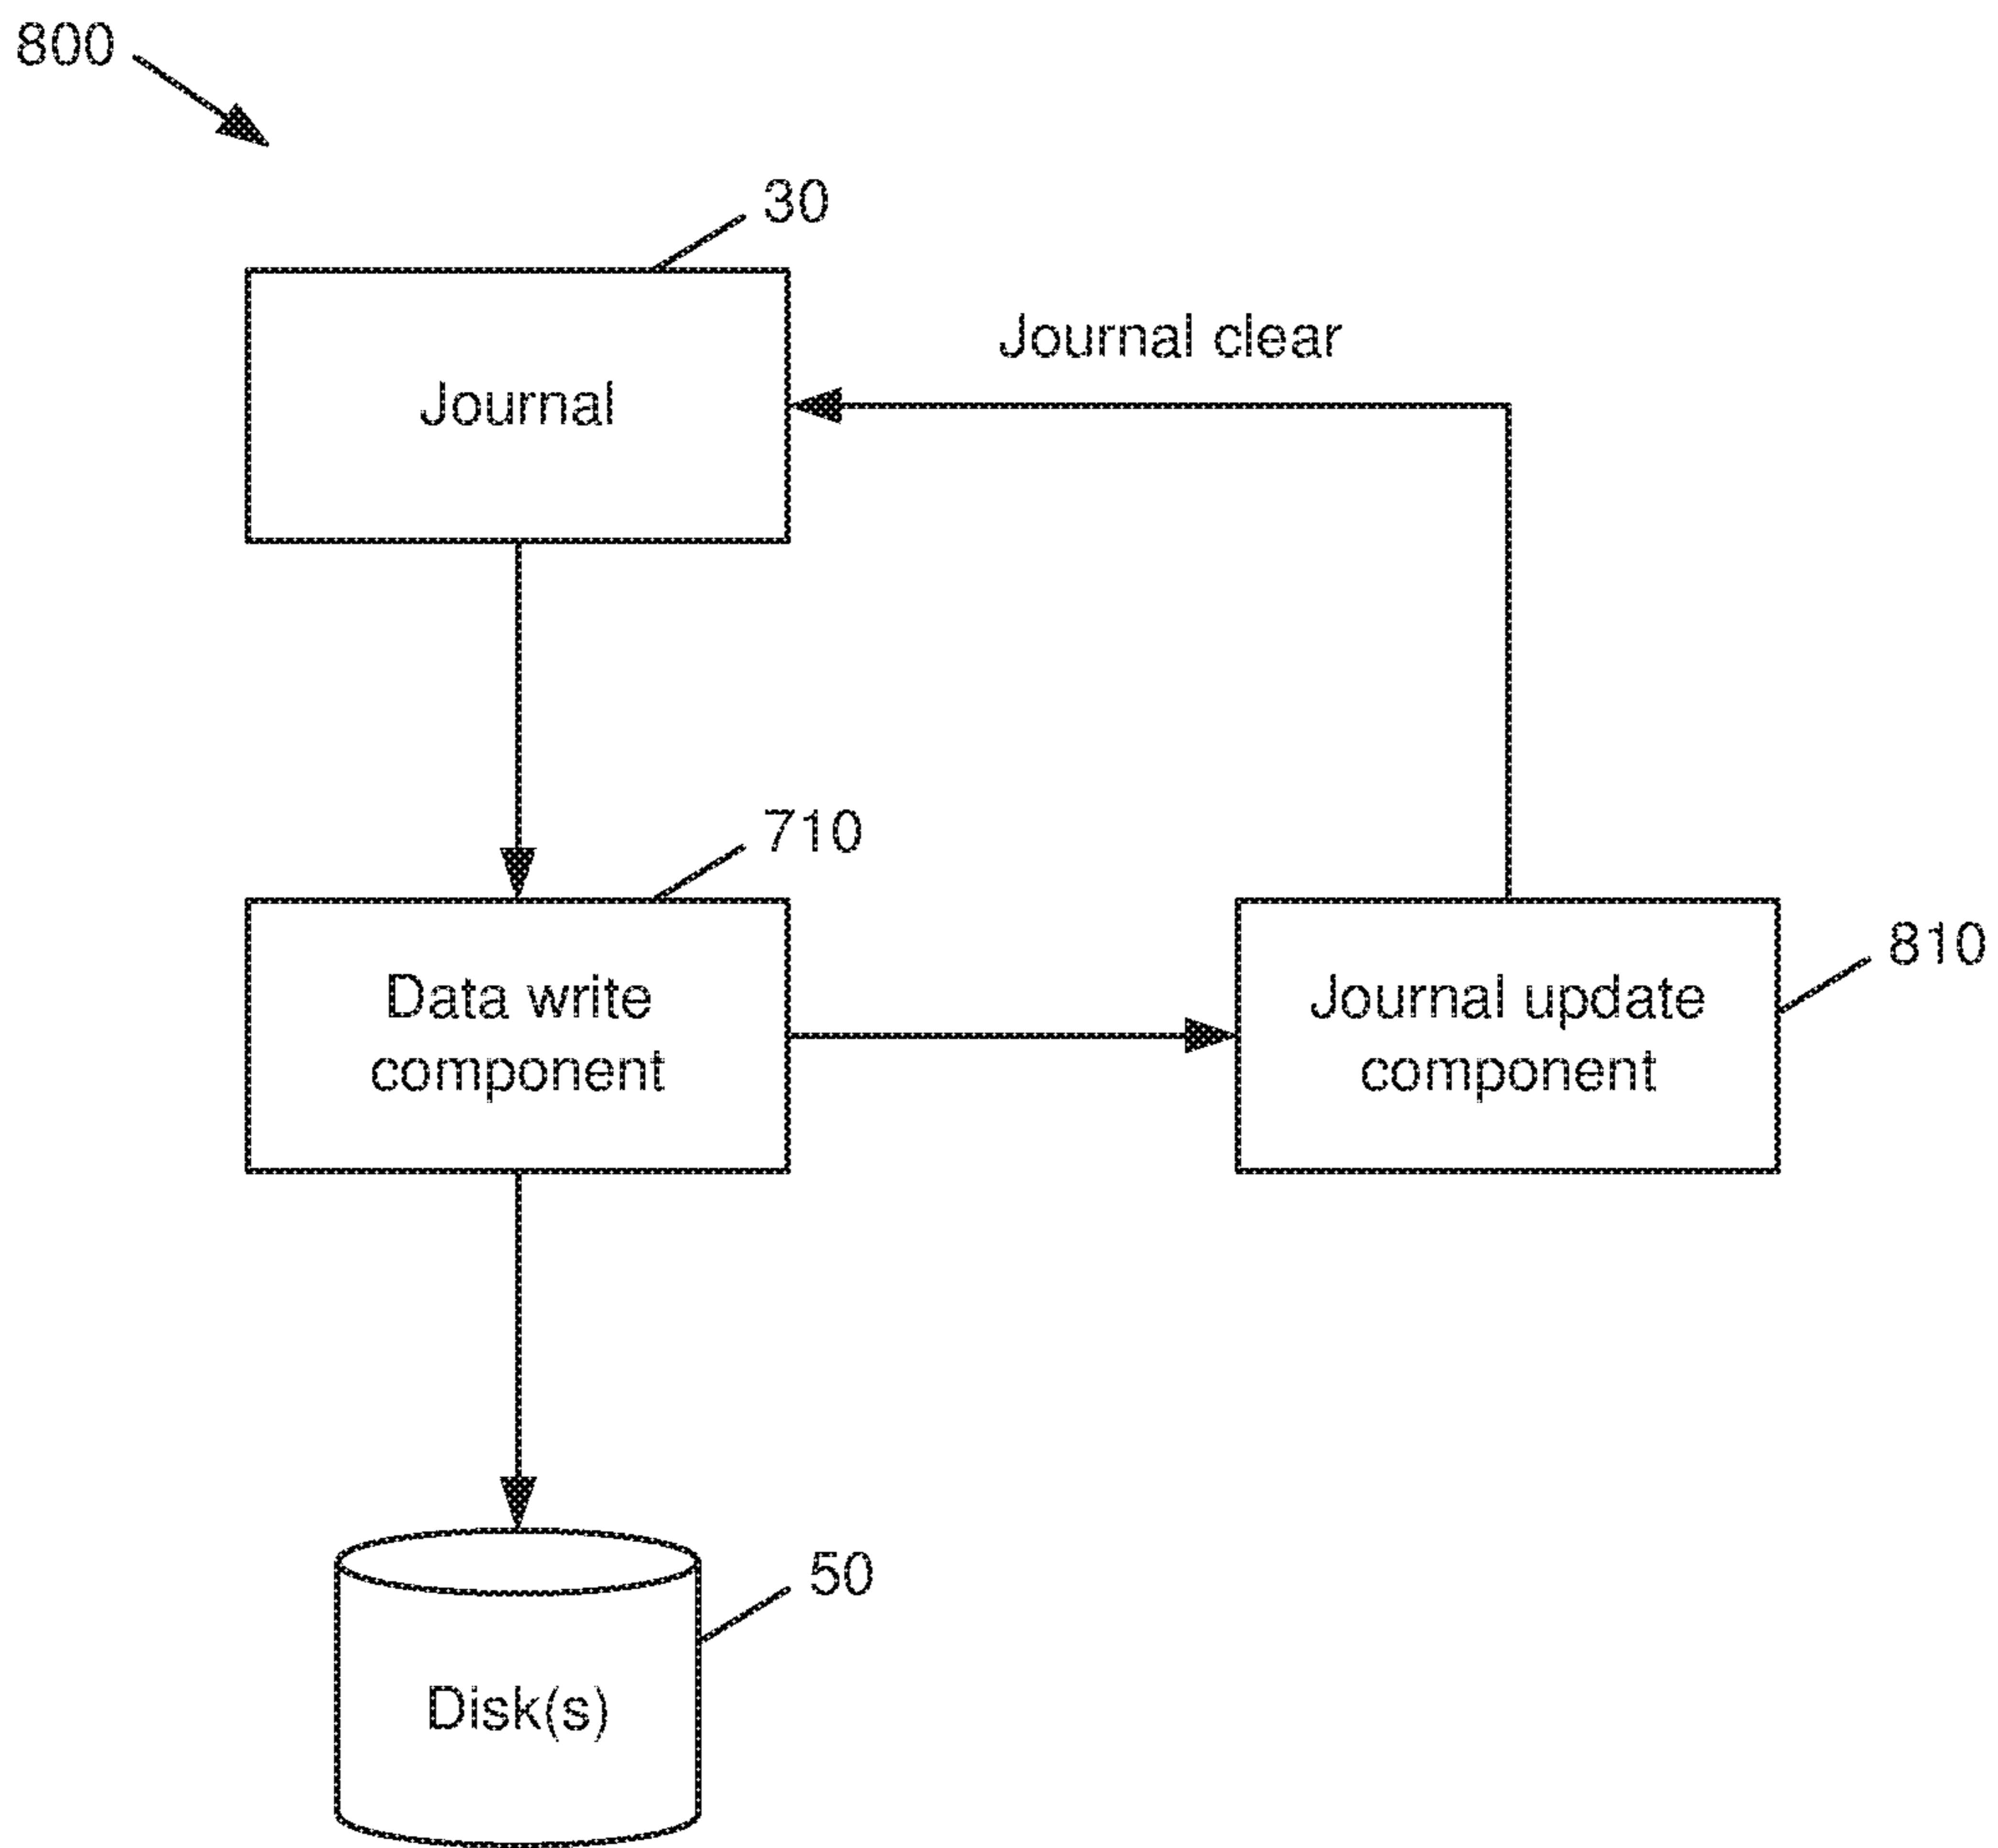 800
30
Journal clear
Journal
710
Data write
component
Journal update
component
810
50
Disk(s)